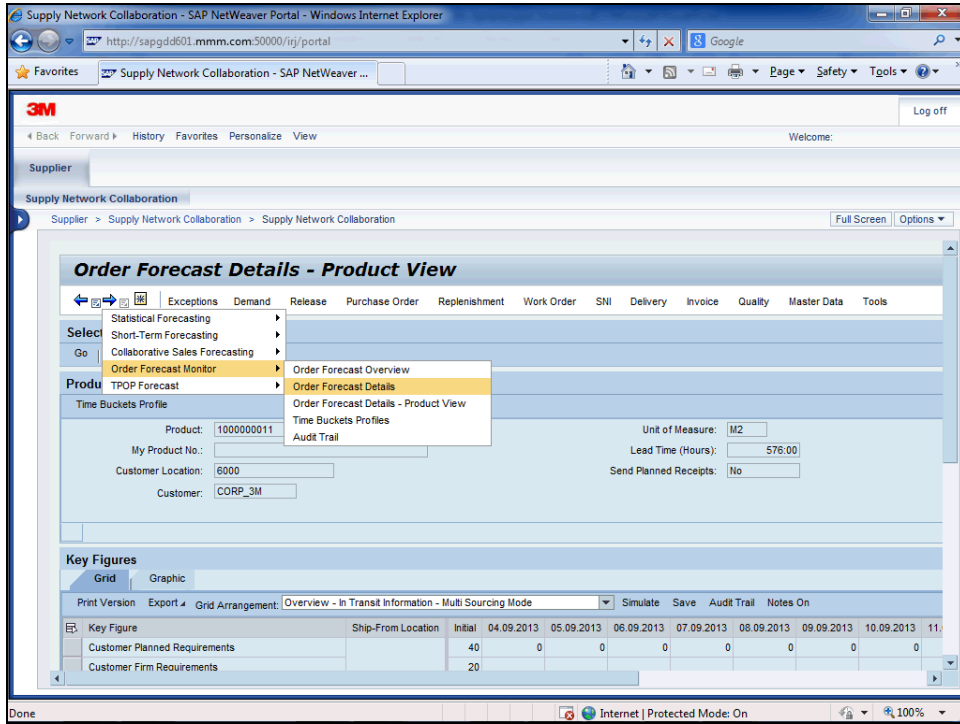 Supply Network Collaboration - SAP NetWeaver Portal - Windows Internet Explorer
http://sapgdd601.mmm.com:50000/irj/portal
Google
Favorites
Supply Network Collaboration - SAP NetWeaver ...
Page Safety Tools
3M
Log off
Back Forward History Favorites Personalize View
Welcome:
Supplier
Supply Network Collaboration
Supplier > Supply Network Collaboration > Supply Network Collaboration
Full Screen Options
Order Forecast Details - Product View
Exceptions Demand Release Purchase Order Replenishment Work Order SNI Delivery Invoice Quality Master Data Tools
Statistical Forecasting
Select
Short-Term Forecasting
Go
Collaborative Sales Forecasting
Order Forecast Monitor
Order Forecast Overview
Produ
TPOP Forecast
Order Forecast Details
Time Buckets Profile
Order Forecast Details - Product View
Time Buckets Profiles
Audit Trail
Product: 1000000011
Unit of Measure: M2
My Product No.:
Lead Time (Hours): 576:00
Customer Location: 6000
Send Planned Receipts: No
Customer: CORP_3M
Key Figures
Grid Graphic
Print Version Export Grid Arrangement: Overview - In Transit Information - Multi Sourcing Mode Simulate Save Audit Trail Notes On
Key Figure Ship-From Location Initial 04.09.2013 05.09.2013 06.09.2013 07.09.2013 08.09.2013 09.09.2013 10.09.2013 11.
Customer Planned Requirements 40 0 0 0 0 0 0 0
Customer Firm Requirements 20
Done
Internet | Protected Mode: On
100%